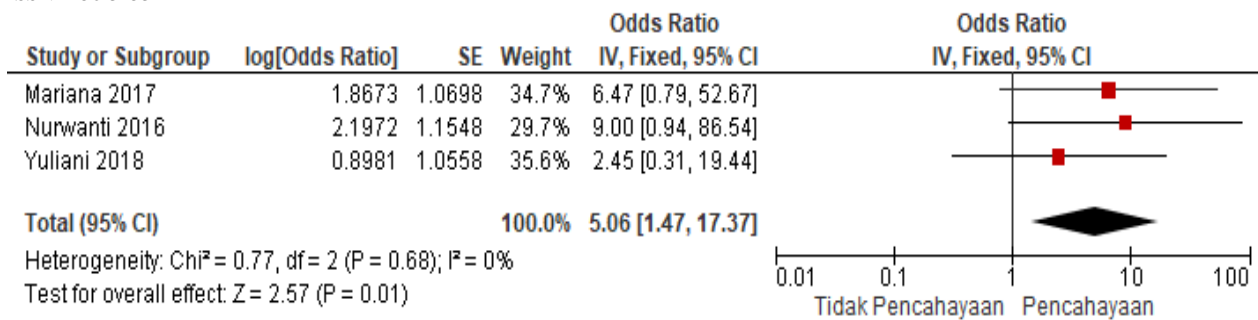 Odds Ratio Odds Ratio
Study or Subgroup log[Odds Ratio] SE Weight IV, Fixed, 95% CI IV, Fixed, 95% CI
Mariana 2017 1.8673 1.0698 34.7% 6.47 [0.79, 52.67]
Nurwanti 2016 2.1972 1.1548 29.7% 9.00 [0.94, 86.54]
Yuliani 2018 0.8981 1.0558 35.6% 2.45 [0.31, 19.44]
Total (95% CI) 100.0% 5.06 [1.47, 17.37]
Heterogeneity: Chi² = 0.77, df = 2 (P = 0.68); I² = 0%
Test for overall effect: Z = 2.57 (P = 0.01)
0.01 0.1 1 10 100
Tidak Pencahayaan Pencahayaan